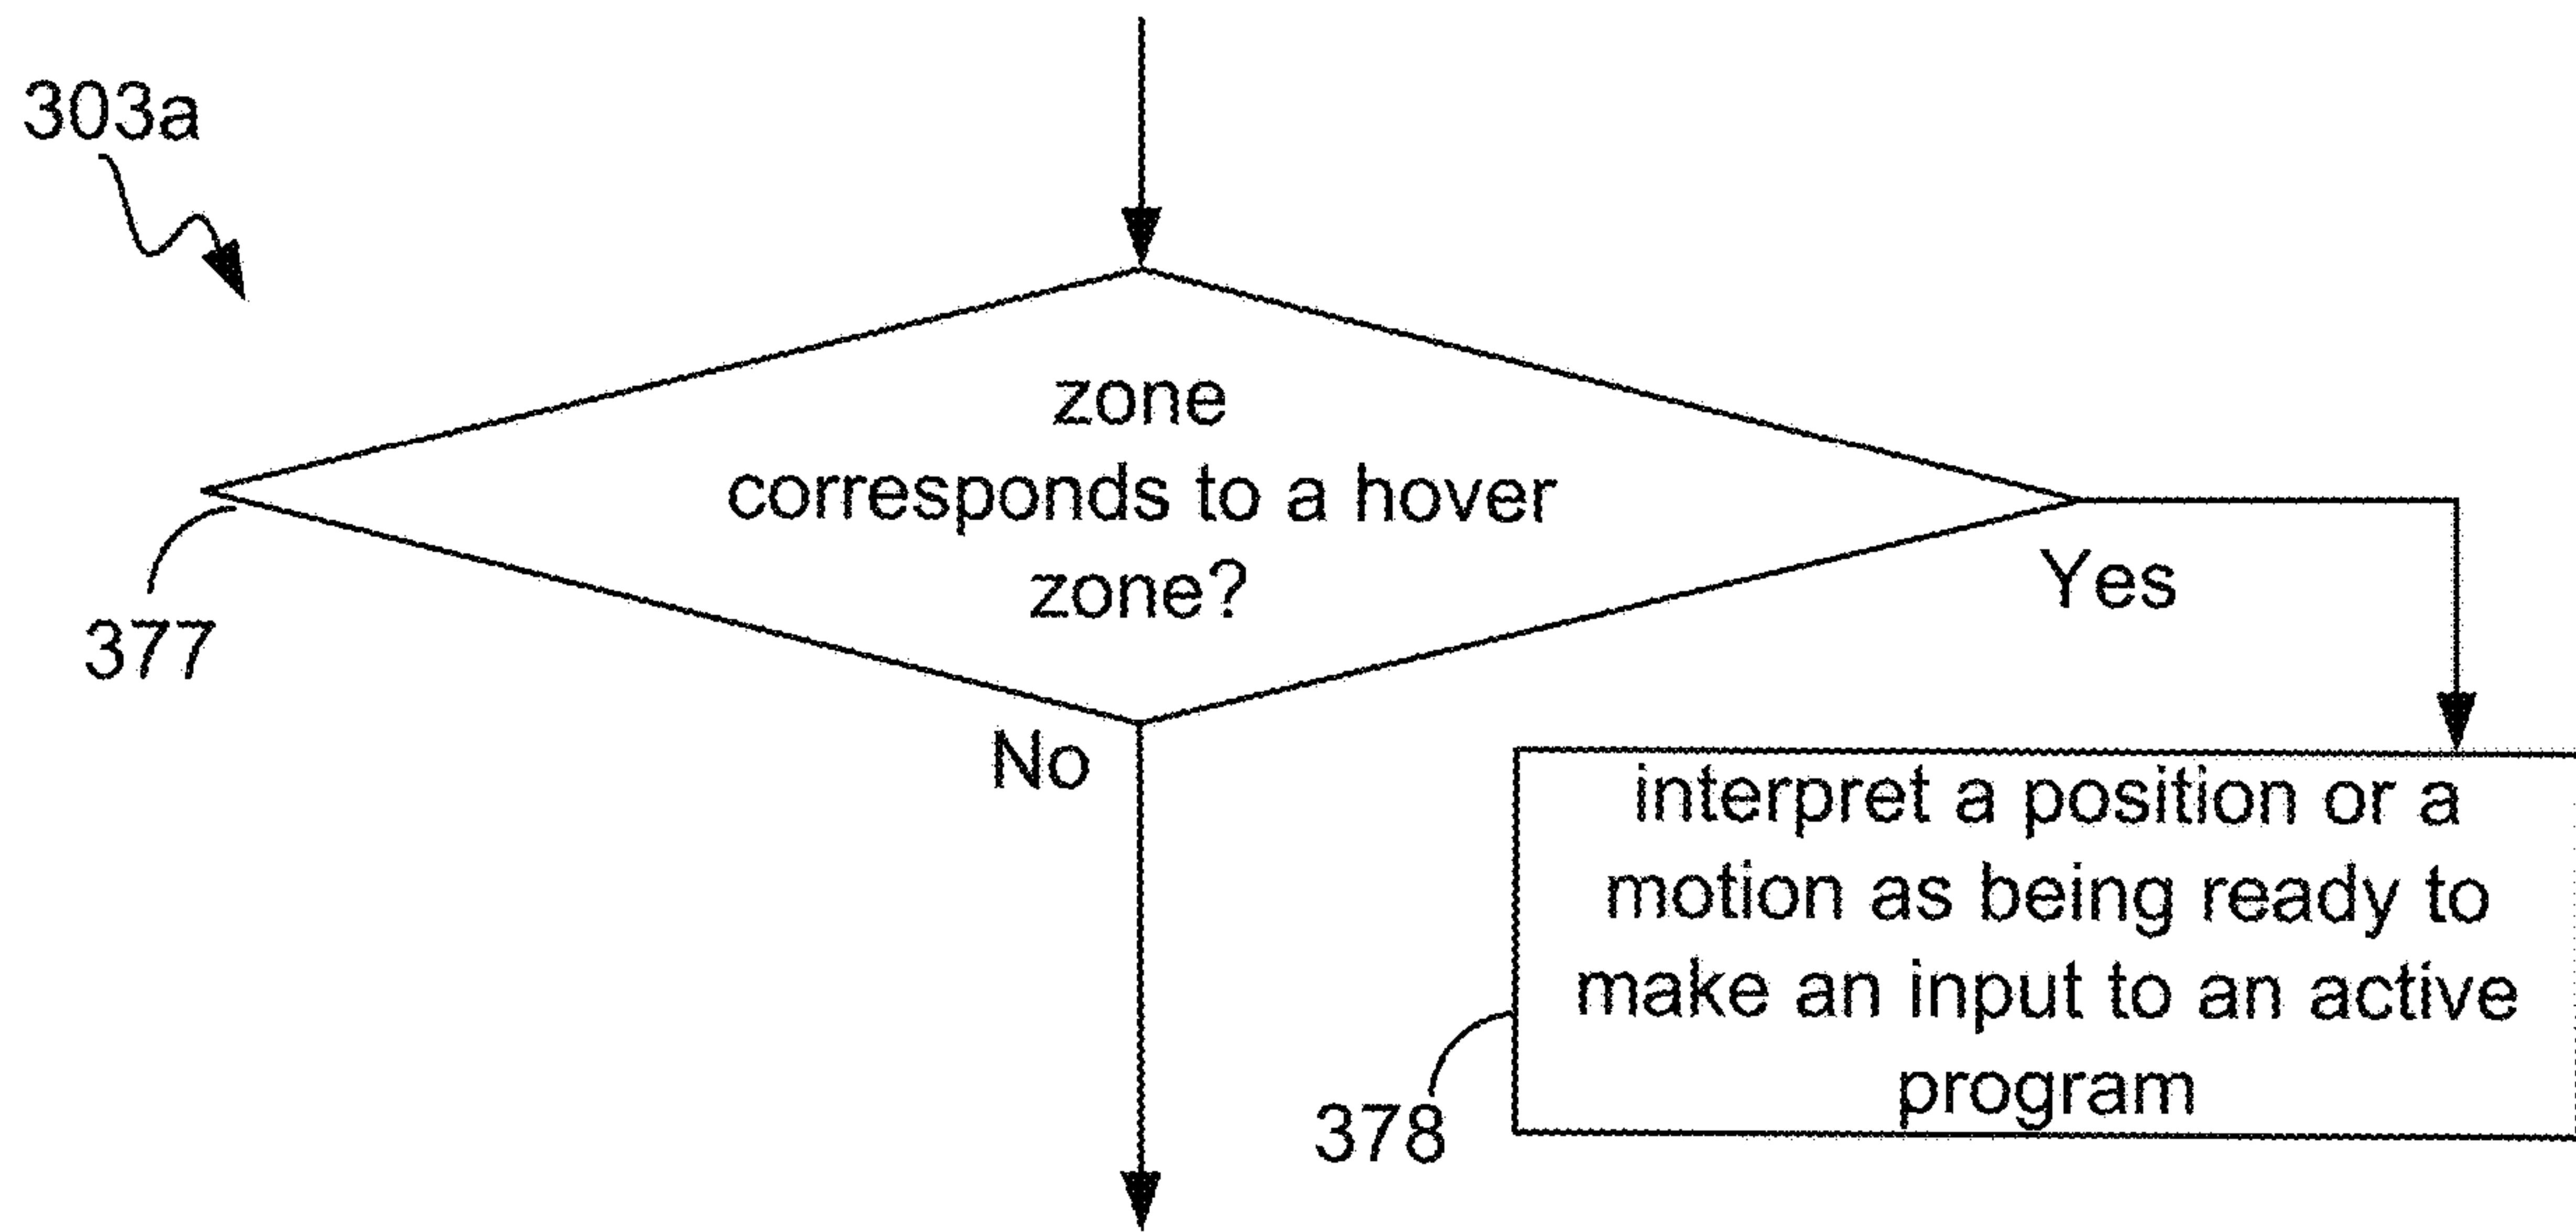 303a
zone
corresponds to a hover
zone?
377
Yes
No
interpret a position or a
motion as being ready to
make an input to an active
program
378